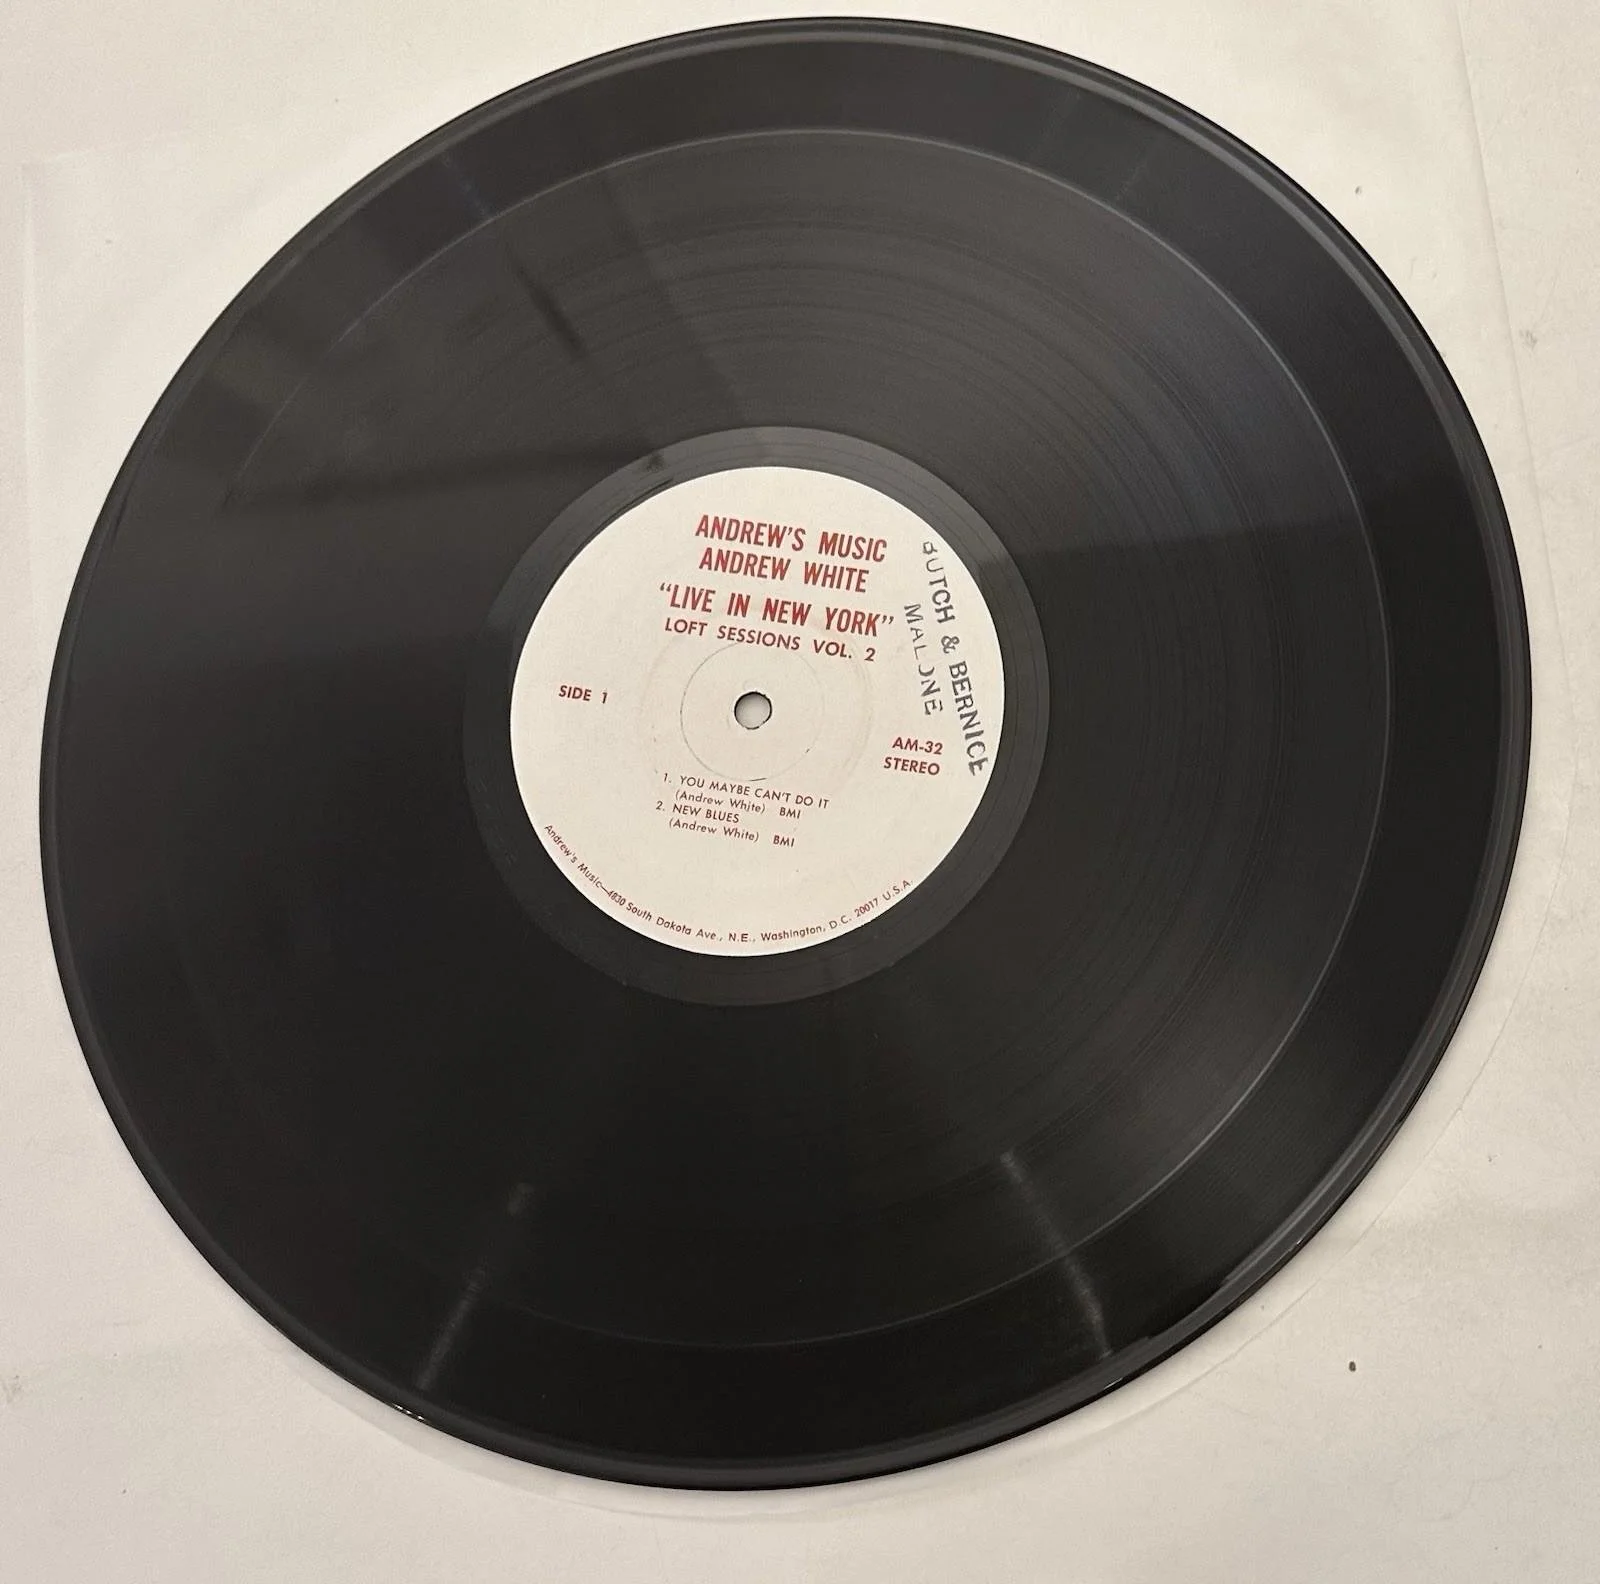 ANDREW'S MUSIC
ANDREW WHITE
"LIVE IN NEW YORK"
LOFT SESSIONS VOL. 2
BUTCH & BERNICE
MALONE
SIDE 1
AM-32
STEREO
1. YOU MAYBE CAN'T DO IT
(Andrew White) BMI
2. NEW BLUES
(Andrew White) BMI
Andrew's Music—4830 South Dakota Ave., N.E., Washington, D.C. 20017 U.S.A.